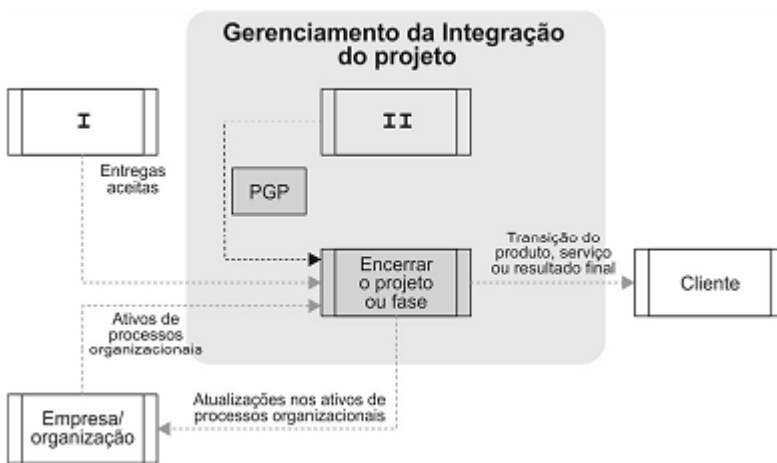 Gerenciamento da Integração
do projeto
I
II
Entregas
aceitas
PGP
Encerrar
o projeto
ou fase
Transição do
produto, serviço
ou resultado final
Cliente
Ativos de
processos
organizacionais
Atualizações nos ativos de
processos organizacionais
Empresa/
organização